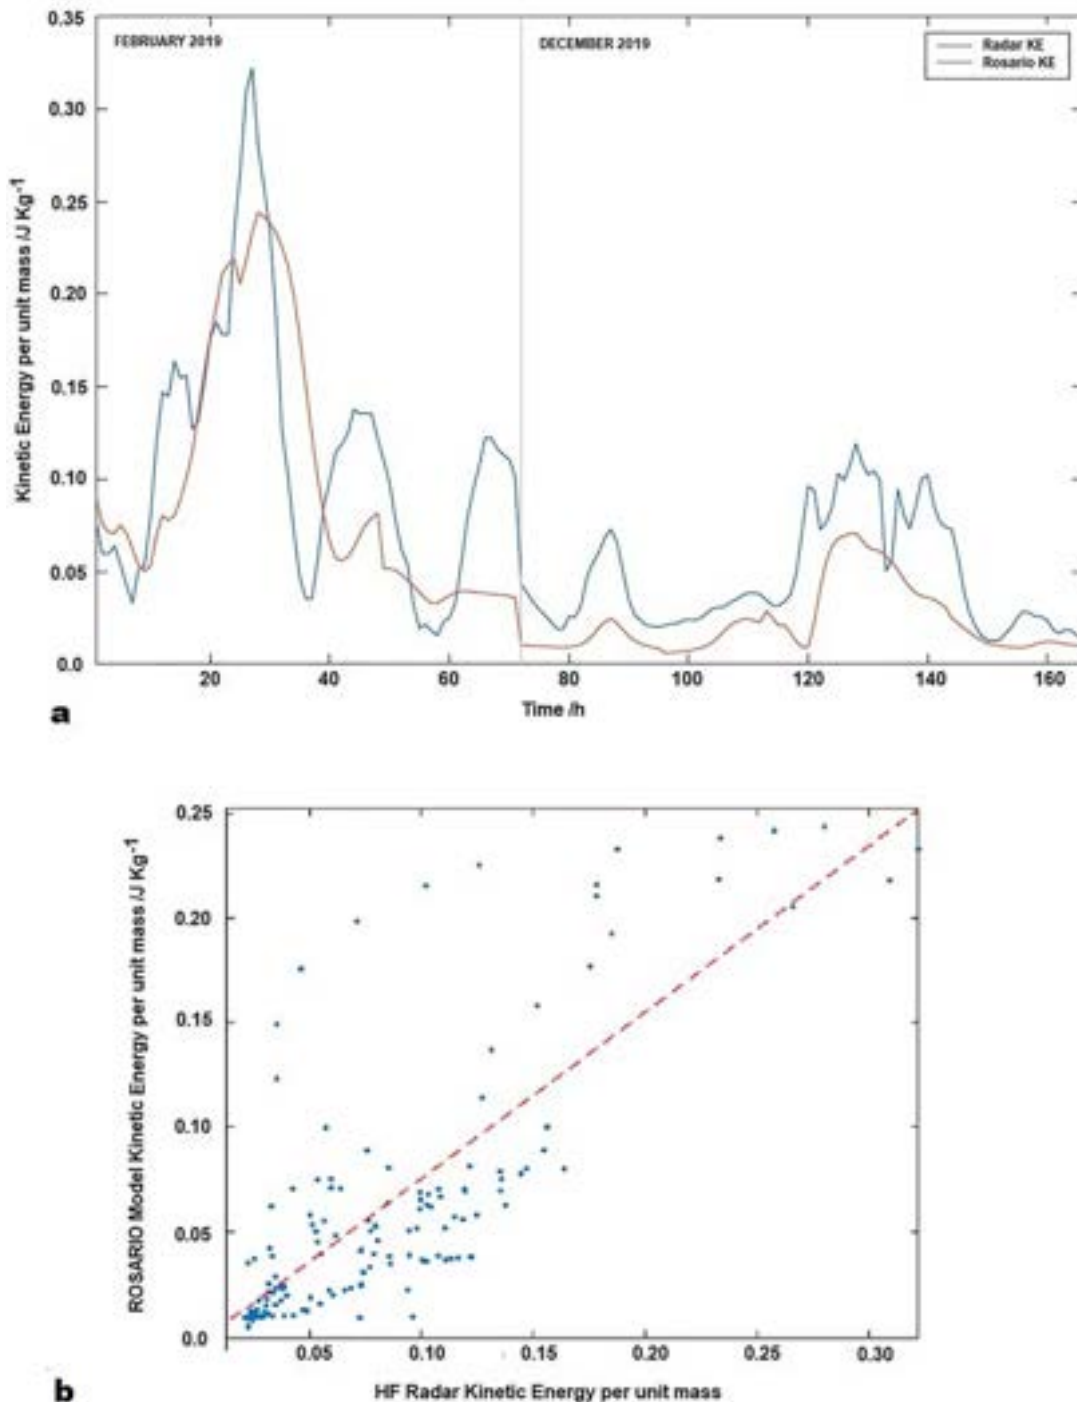 0.35
FEBRUARY 2019
DECEMBER 2019
Radar KE
Rosario KE
0.30
0.25
0.20
0.15
0.10
0.05
0.0
Kinetic Energy per unit mass /J Kg-1
20
40
60
80
100
120
140
160
Time /h
a
0.25
0.20
0.15
0.10
0.05
0.0
ROSARIO Model Kinetic Energy per unit mass /J Kg-1
0.05
0.10
0.15
0.20
0.25
0.30
HF Radar Kinetic Energy per unit mass
b